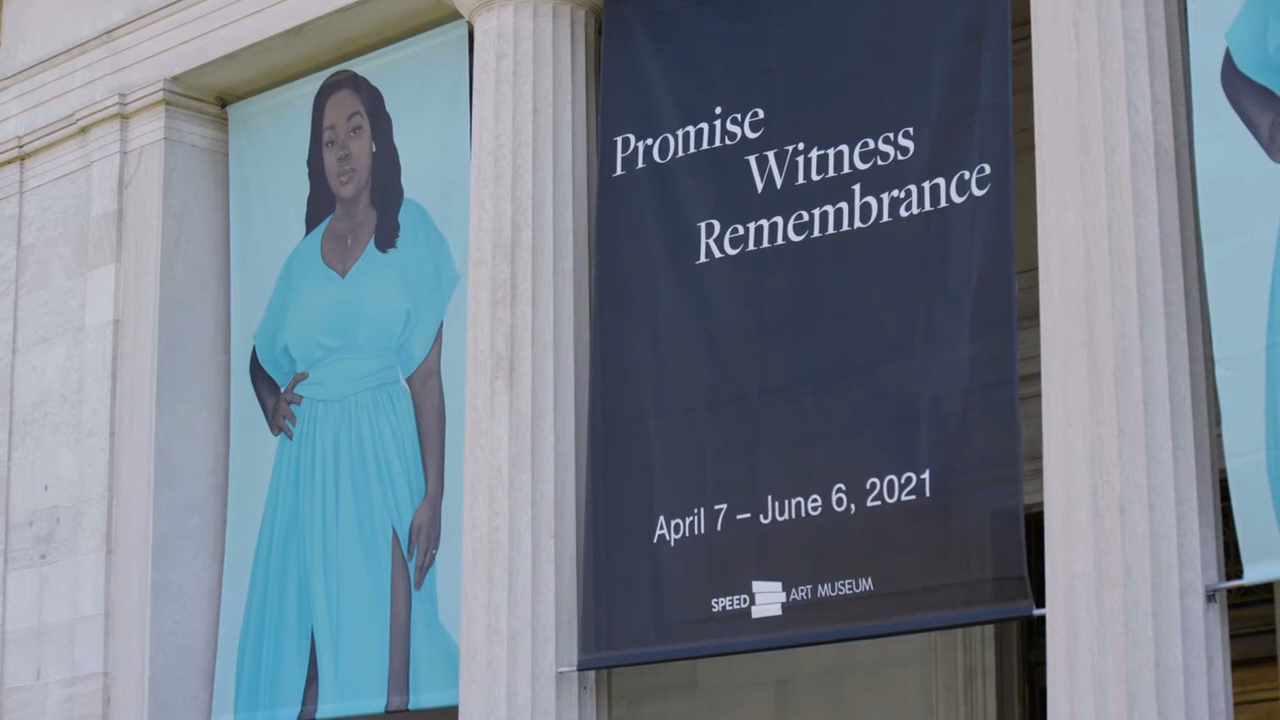 Promise
Witness
Remembrance
April 7 – June 6, 2021
SPEED ART MUSEUM